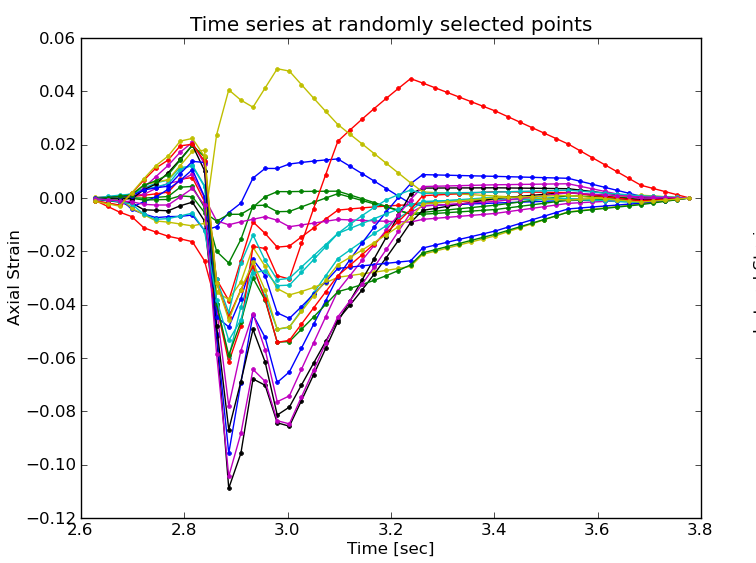 Time series at randomly selected points
0.06
0.04
0.02
0.00
−0.02
−0.04
−0.06
−0.08
−0.10
−0.12
Axial Strain
2.6 2.8 3.0 3.2 3.4 3.6 3.8
Time [sec]